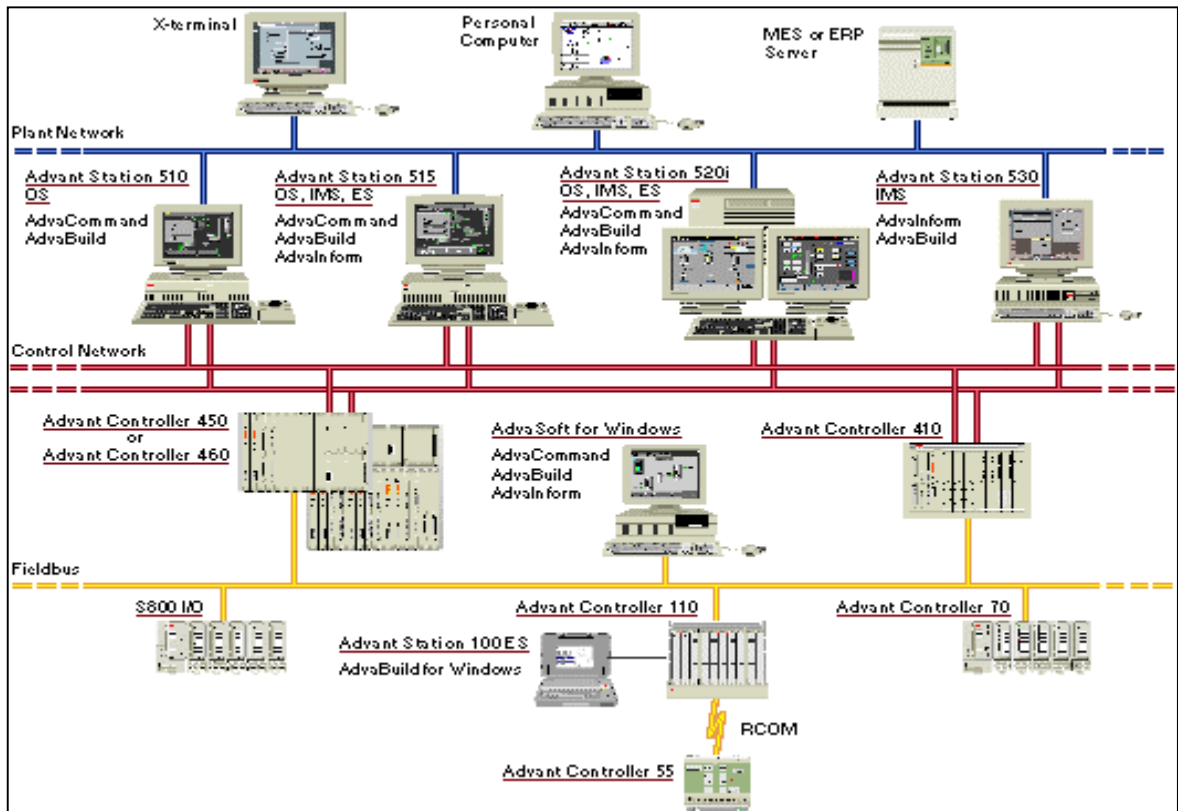 X-terminal
Personal
Computer
MES or ERP
Server
Plant Network
Advant Station 510
OS
AdvaCommand
AdvaBuild
Advant Station 515
OS, IMS, ES
AdvaCommand
AdvaBuild
AdvaInform
Advant Station 520i
OS, IMS, ES
AdvaCommand
AdvaBuild
AdvaInform
Advant Station 530
IMS
AdvaInform
AdvaBuild
Control Network
Advant Controller 450
or
Advant Controller 460
AdvaSoft for Windows
AdvaCommand
AdvaBuild
AdvaInform
Advant Controller 410
Fieldbus
S800 I/O
Advant Controller 110
Advant Controller 70
Advant Station 100ES
AdvaBuild for Windows
RCOM
Advant Controller 55